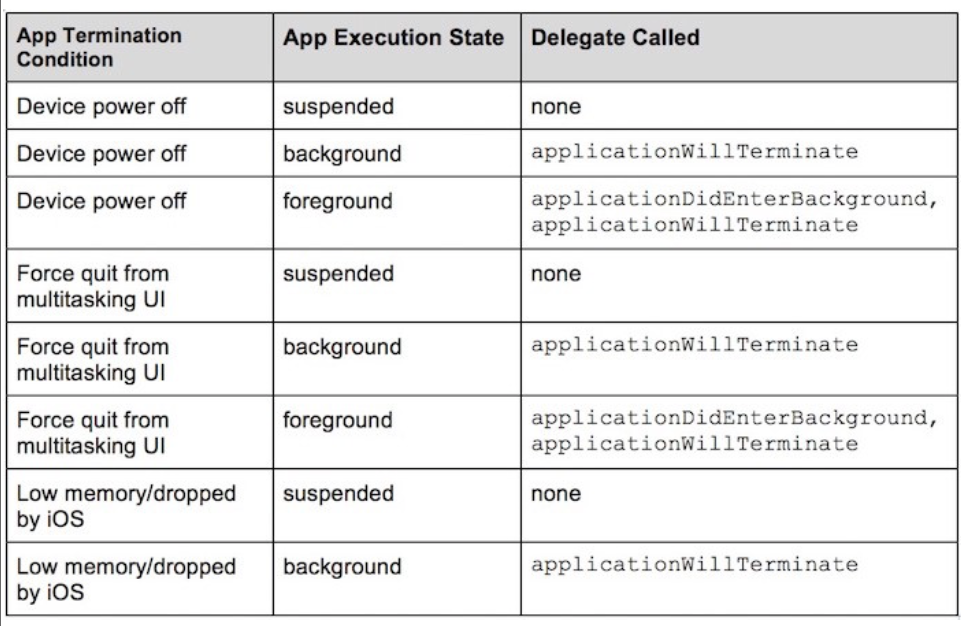 App Termination
Condition
App Execution State
Delegate Called
Device power off
suspended
none
Device power off
background
applicationWillTerminate
Device power off
foreground
applicationDidEnterBackground,
applicationWillTerminate
Force quit from
multitasking UI
suspended
none
Force quit from
multitasking UI
background
applicationWillTerminate
Force quit from
multitasking UI
foreground
applicationDidEnterBackground,
applicationWillTerminate
Low memory/dropped
by iOS
suspended
none
Low memory/dropped
by iOS
background
applicationWillTerminate